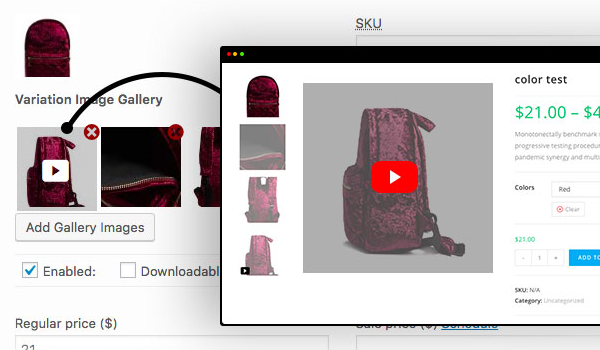 SKU
Variation Image Gallery
Add Gallery Images
Enabled:
Downloadabl
Regular price ($)
21
Sale price ($) Schedule
color test
$21.00 – $4
Monotonectally benchmark s
progressive testing procedur
pandemic synergy and multi
Colors
Red
Clear
$21.00
- 1 +
ADD TO
SKU: N/A
Category: Uncategorized